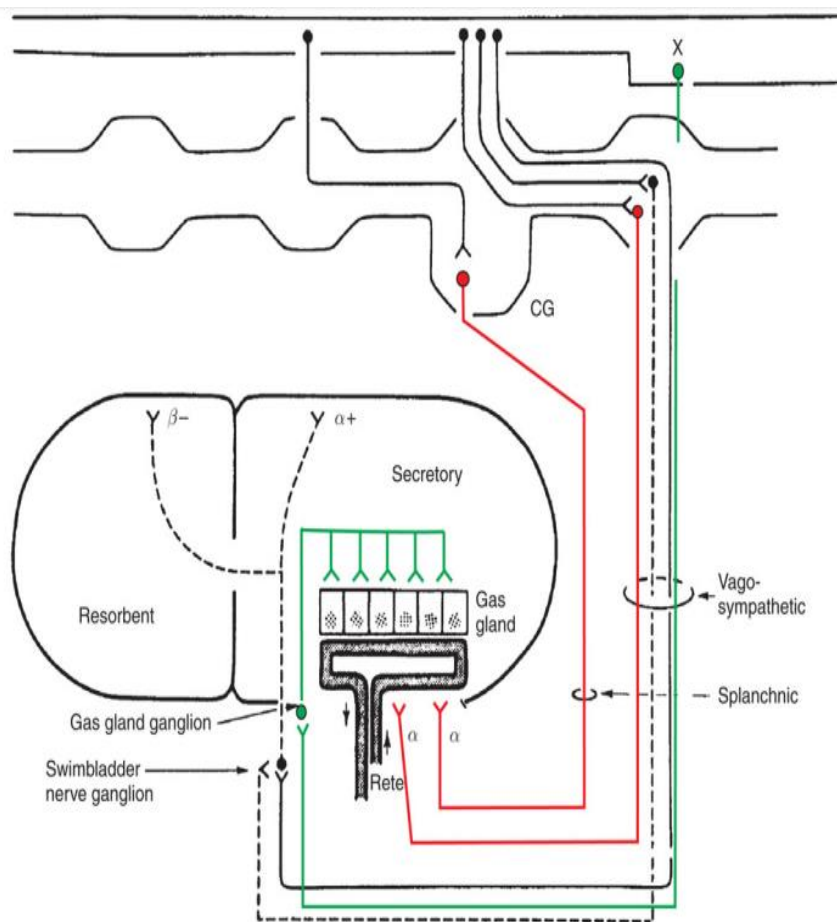 X
CG
β−
α+
Secretory
Resorbent
Gas
gland
Vago-
sympathetic
Splanchnic
Gas gland ganglion
α
α
Swimbladder
nerve ganglion
Rete